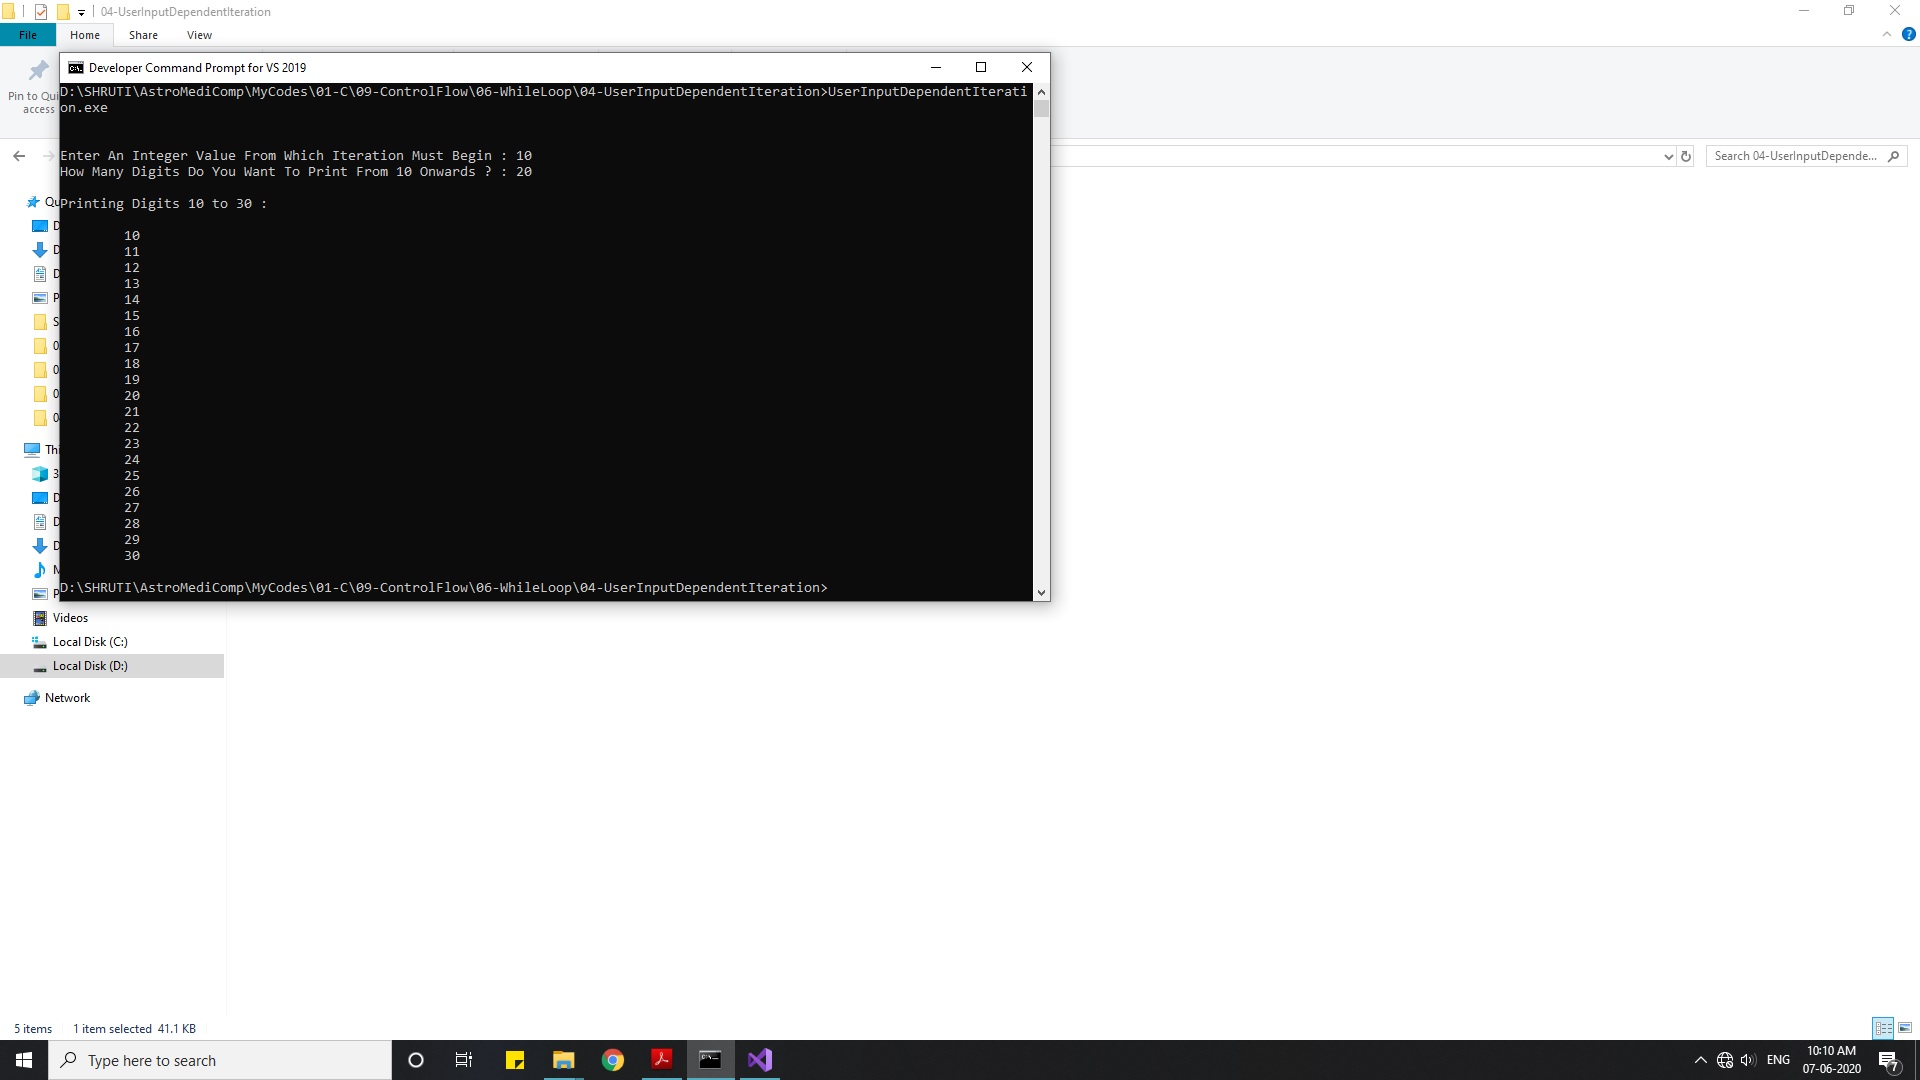 04-UserInputDependentIteration
File Home Share View
Developer Command Prompt for VS 2019
Pin to Qui
access
D:\SHRUTI\AstroMediComp\MyCodes\01-C\09-ControlFlow\06-WhileLoop\04-UserInputDependentIteration>UserInputDependentIterati
on.exe
Enter An Integer Value From Which Iteration Must Begin : 10
How Many Digits Do You Want To Print From 10 Onwards ? : 20
Printing Digits 10 to 30 :
10
11
12
13
14
15
16
17
18
19
20
21
22
23
24
25
26
27
28
29
30
D:\SHRUTI\AstroMediComp\MyCodes\01-C\09-ControlFlow\06-WhileLoop\04-UserInputDependentIteration>
Search 04-UserInputDepende...
Qu
D
D
D
P
S
0
0
0
0
Thi
3
D
D
D
M
P
Videos
Local Disk (C:)
Local Disk (D:)
Network
5 items 1 item selected 41.1 KB
Type here to search
ENG
10:10 AM
07-06-2020
7